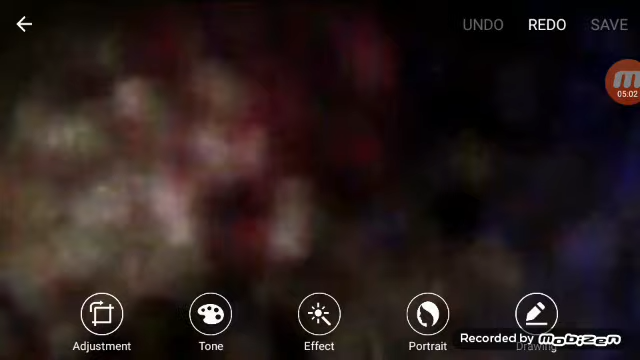 UNDO REDO SAVE
m
05:02
Adjustment Tone Effect Portrait Drawing
Recorded by mobizen